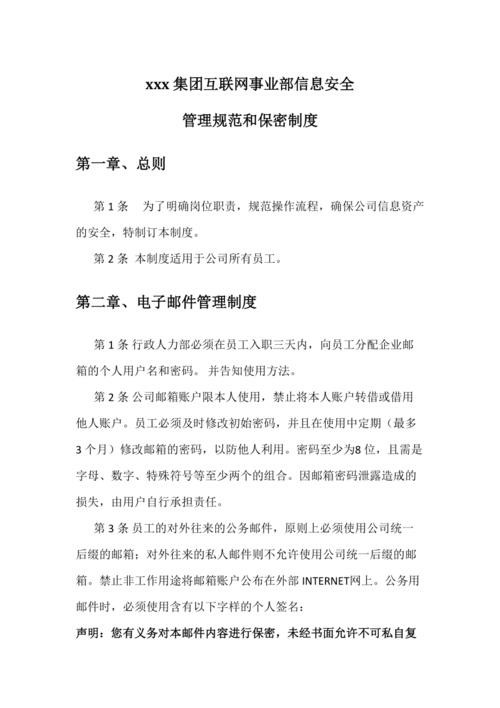 xxx 集团互联网事业部信息安全
管理规范和保密制度
第一章、总则
第 1 条 为了明确岗位职责，规范操作流程，确保公司信息资产
的安全，特制订本制度。
第 2 条 本制度适用于公司所有员工。
第二章、电子邮件管理制度
第 1 条 行政人力部必须在员工入职三天内，向员工分配企业邮
箱的个人用户名和密码。 并告知使用方法。
第 2 条 公司邮箱账户限本人使用，禁止将本人账户转借或借用
他人账户。员工必须及时修改初始密码，并且在使用中定期（最多
3 个月）修改邮箱的密码，以防他人利用。密码至少为8 位，且需是
字母、数字、特殊符号等至少两个的组合。因邮箱密码泄露造成的
损失，由用户自行承担责任。
第 3 条 员工的对外往来的公务邮件，原则上必须使用公司统一
后缀的邮箱；对外往来的私人邮件则不允许使用公司统一后缀的邮
箱。禁止非工作用途将邮箱账户公布在外部 INTERNET网上。公务用
邮件时，必须使用含有以下字样的个人签名：
声明：您有义务对本邮件内容进行保密，未经书面允许不可私自复